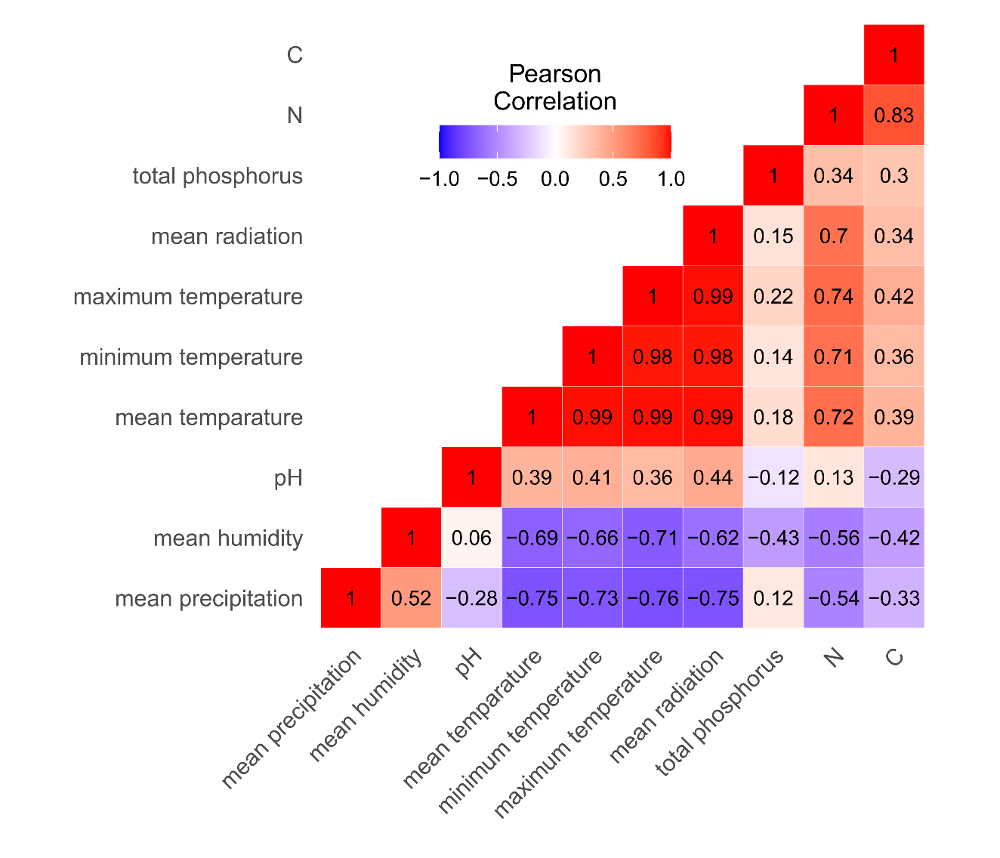 C
1
Pearson
Correlation
−1.0 −0.5 0.0 0.5 1.0
N
1 0.83
total phosphorus
1 0.34 0.3
mean radiation
1 0.15 0.7 0.34
maximum temperature
1 0.99 0.22 0.74 0.42
minimum temperature
1 0.98 0.98 0.14 0.71 0.36
mean temparature
1 0.99 0.99 0.99 0.18 0.72 0.39
pH
1 0.39 0.41 0.36 0.44 −0.12 0.13 −0.29
mean humidity
1 0.06 −0.69 −0.66 −0.71 −0.62 −0.43 −0.56 −0.42
mean precipitation
1 0.52 −0.28 −0.75 −0.73 −0.76 −0.75 0.12 −0.54 −0.33
mean precipitation
mean humidity
pH
mean temparature
minimum temperature
maximum temperature
mean radiation
total phosphorus
N
C